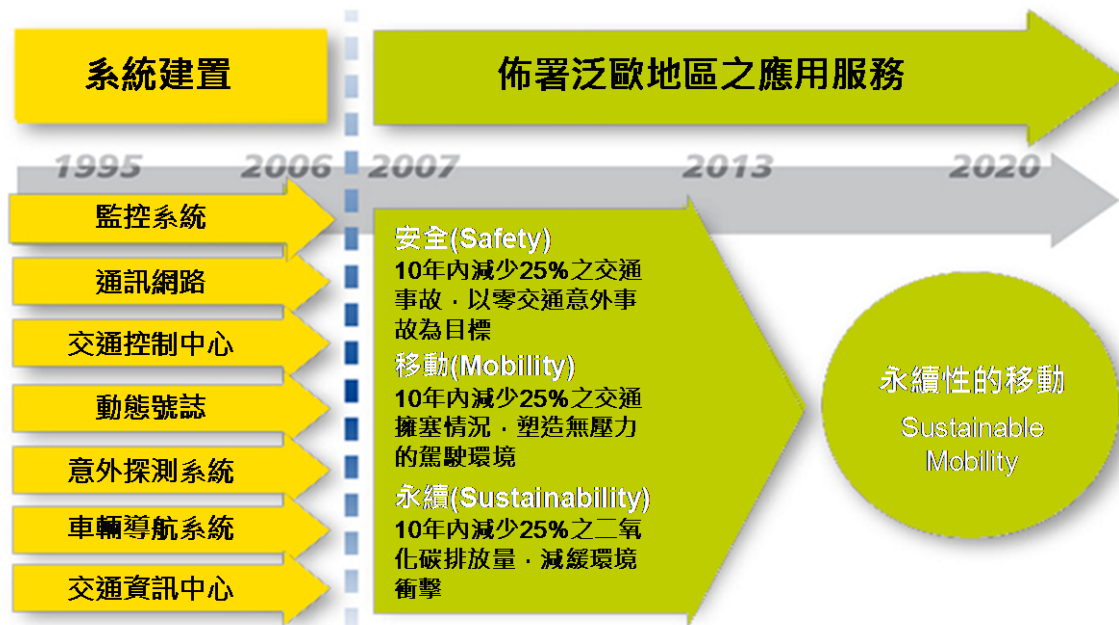 系統建置
佈署泛歐地區之應用服務
1995
2006
2007
2013
2020
監控系統
通訊網路
交通控制中心
動態號誌
意外探測系統
車輛導航系統
交通資訊中心
安全(Safety)
10年內減少25%之交通
事故，以零交通意外事
故為目標
移動(Mobility)
10年內減少25%之交通
擁塞情況，塑造無壓力
的駕駛環境
永續(Sustainability)
10年內減少25%之二氧
化碳排放量，減緩環境
衝擊
永續性的移動
Sustainable
Mobility